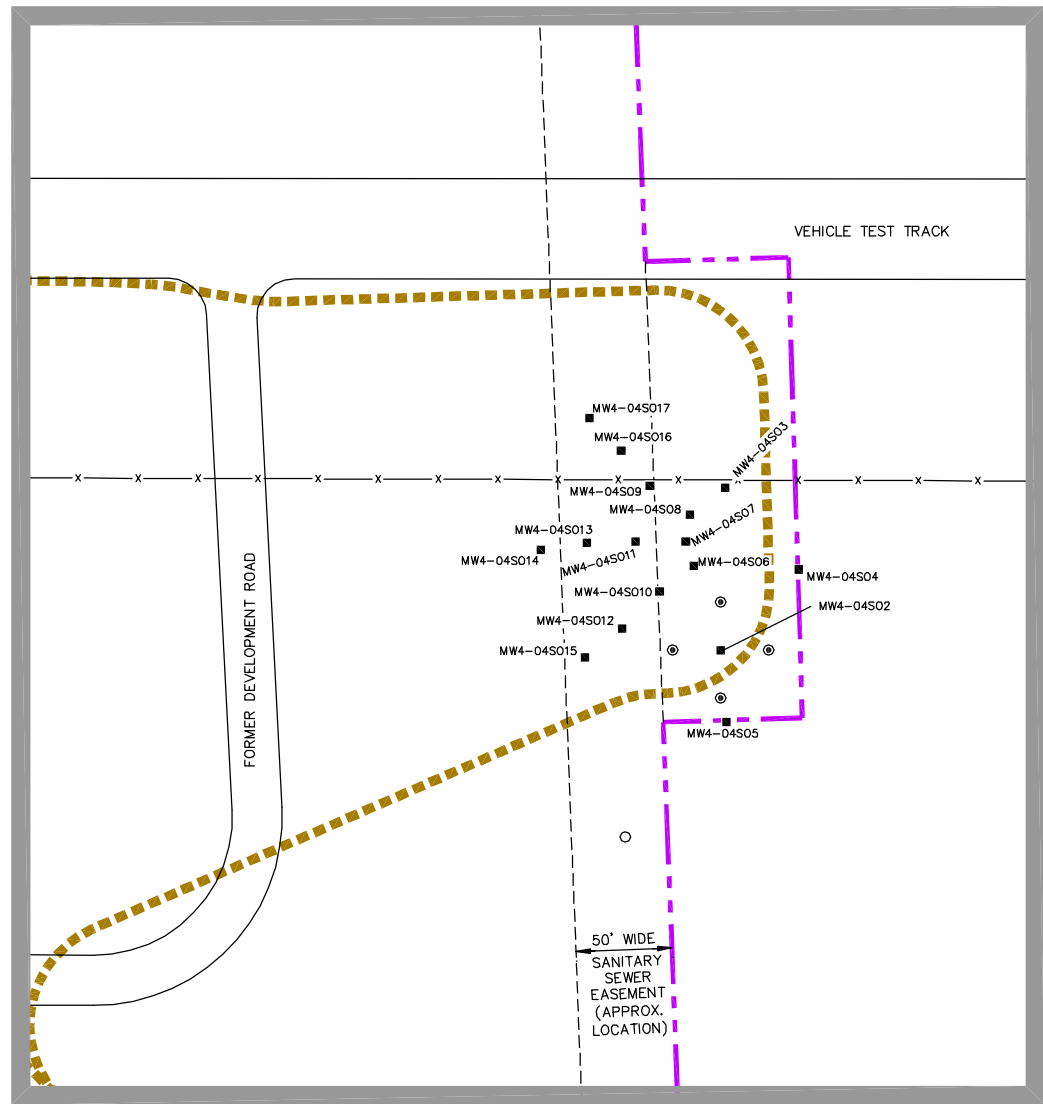 VEHICLE TEST TRACK
MW4-04SO17
MW4-04SO16
MW4-04SO3
MW4-04SO9
MW4-04SO8
MW4-04SO7
MW4-04SO13
MW4-04SO14
MW4-04SO11
MW4-04SO6
MW4-04SO4
MW4-04SO10
MW4-04SO2
MW4-04SO12
MW4-04SO15
MW4-04SO5
FORMER DEVELOPMENT ROAD
50' WIDE
SANITARY
SEWER
EASEMENT
(APPROX.
LOCATION)
X X X X X X X X X X X X X X X X